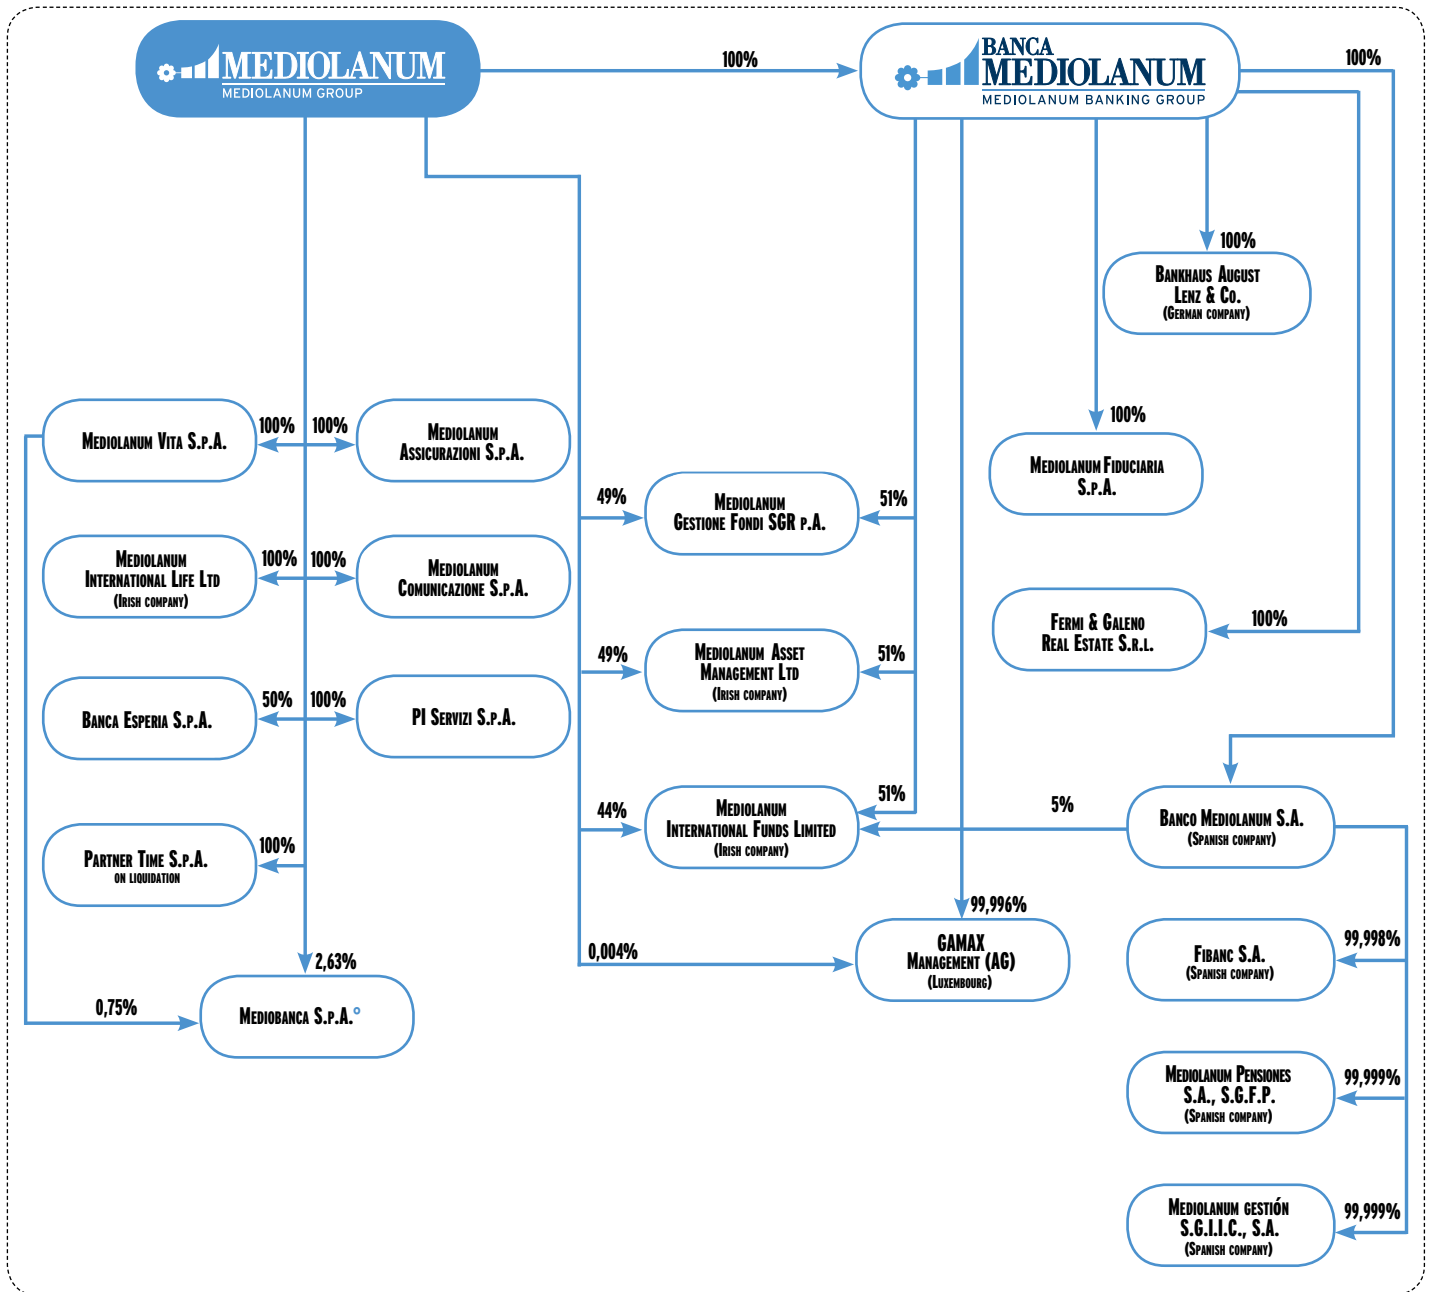 MEDIOLANUM
MEDIOLANUM GROUP
100%
BANCA
MEDIOLANUM
MEDIOLANUM BANKING GROUP
100%
100%
BANKHAUS AUGUST
LENZ & CO.
(GERMAN COMPANY)
100%
MEDIOLANUM FIDUCIARIA
S.P.A.
MEDIOLANUM VITA S.P.A.
100%
100%
MEDIOLANUM
ASSICURAZIONI S.P.A.
49%
MEDIOLANUM
GESTIONE FONDI SGR P.A.
51%
MEDIOLANUM
INTERNATIONAL LIFE LTD
(IRISH COMPANY)
100%
100%
MEDIOLANUM
COMUNICAZIONE S.P.A.
FERMI & GALENO
REAL ESTATE S.R.L.
100%
49%
MEDIOLANUM ASSET
MANAGEMENT LTD
(IRISH COMPANY)
51%
BANCA ESPERIA S.P.A.
50%
100%
PI SERVIZI S.P.A.
44%
MEDIOLANUM
INTERNATIONAL FUNDS LIMITED
(IRISH COMPANY)
51%
5%
BANCO MEDIOLANUM S.A.
(SPANISH COMPANY)
PARTNER TIME S.P.A.
ON LIQUIDATION
100%
99,996%
0,004%
GAMAX
MANAGEMENT (AG)
(LUXEMBOURG)
FIBANC S.A.
(SPANISH COMPANY)
99,998%
2,63%
0,75%
MEDIOBANCA S.P.A.°
MEDIOLANUM PENSIONES
S.A., S.G.F.P.
(SPANISH COMPANY)
99,999%
MEDIOLANUM GESTIÓN
S.G.I.I.C., S.A.
(SPANISH COMPANY)
99,999%